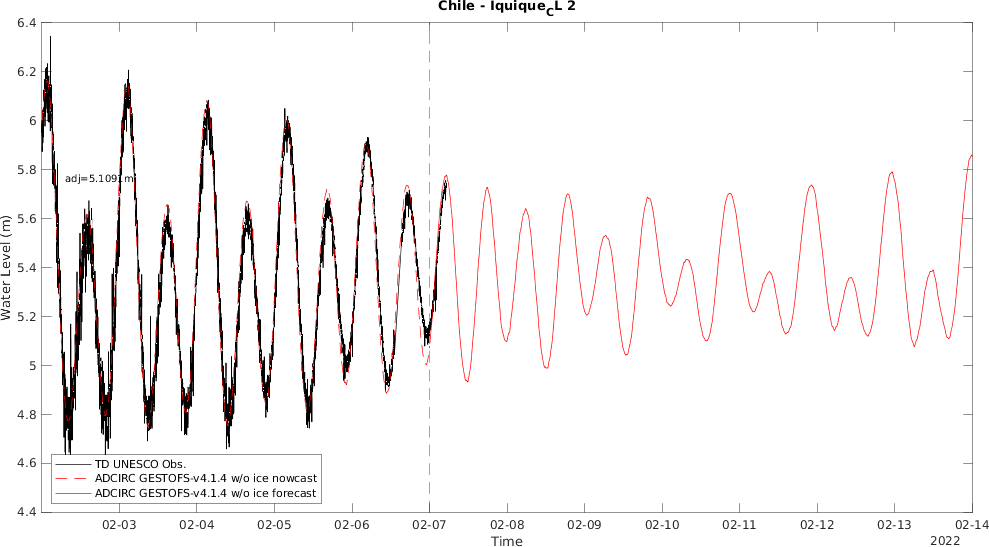 Chile - IquiqueCL 2
6.4
6.2
6
5.8
5.6
5.4
5.2
5
4.8
4.6
4.4
Water Level (m)
adj=5.1091m
TD UNESCO Obs.
ADCIRC GESTOFS-v4.1.4 w/o ice nowcast
ADCIRC GESTOFS-v4.1.4 w/o ice forecast
02-03 02-04 02-05 02-06 02-07 02-08 02-09 02-10 02-11 02-12 02-13 02-14
Time
2022